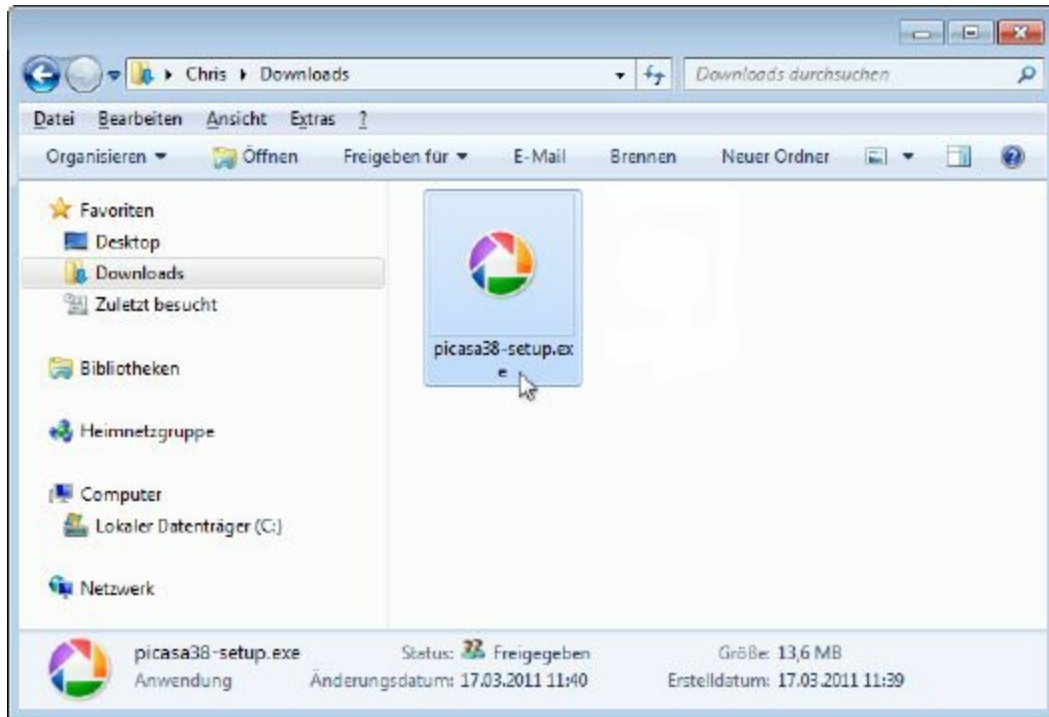 Chris Downloads
Downloads durchsuchen
Datei Bearbeiten Ansicht Extras ?
Organisieren Öffnen Freigeben für E-Mail Brennen Neuer Ordner
Favoriten
Desktop
Downloads
Zuletzt besucht
Bibliotheken
Heimnetzgruppe
Computer
Lokaler Datenträger (C:)
Netzwerk
picasa38-setup.ex
e
picasa38-setup.exe Status: Freigegeben Größe: 13,6 MB
Anwendung Änderungsdatum: 17.03.2011 11:40 Erstelldatum: 17.03.2011 11:39